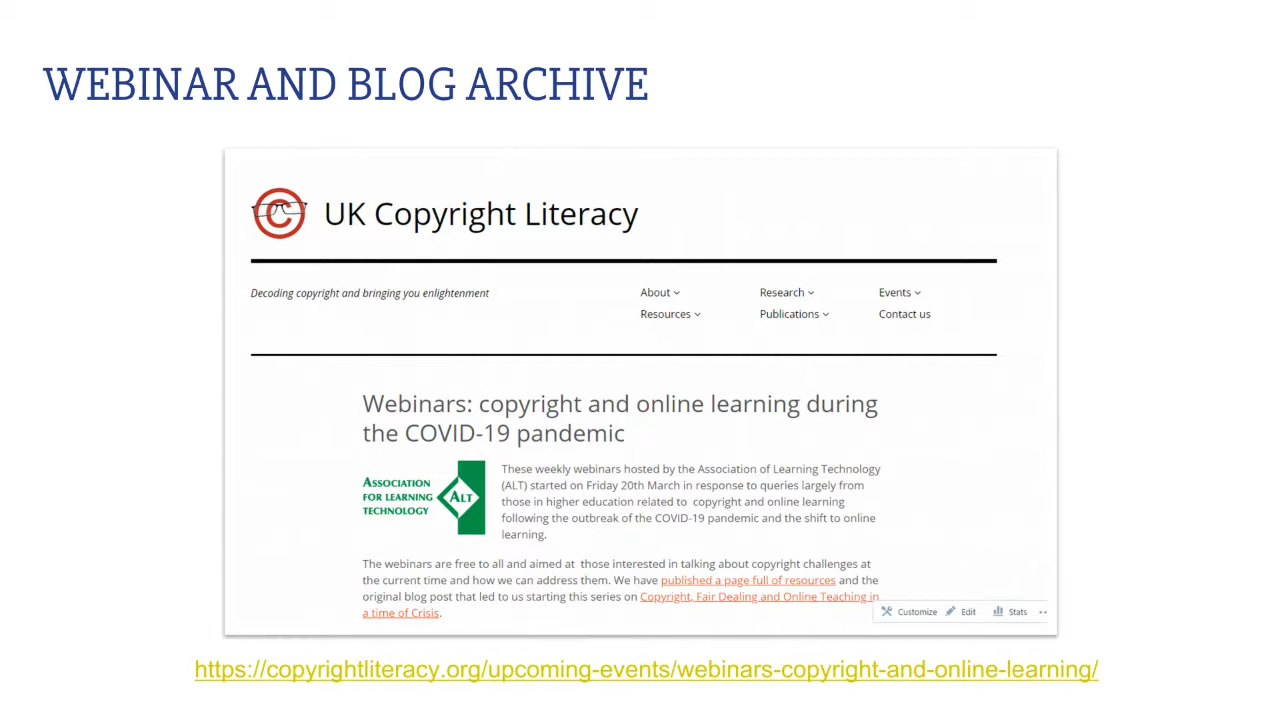 WEBINAR AND BLOG ARCHIVE
UK Copyright Literacy
Decoding copyright and bringing you enlightenment
About
Research
Events
Resources
Publications
Contact us
Webinars: copyright and online learning during
the COVID-19 pandemic
ASSOCIATION
FOR LEARNING
TECHNOLOGY
ALT
These weekly webinars hosted by the Association of Learning Technology
(ALT) started on Friday 20th March in response to queries largely from
those in higher education related to copyright and online learning
following the outbreak of the COVID-19 pandemic and the shift to online
learning.
The webinars are free to all and aimed at those interested in talking about copyright challenges at
the current time and how we can address them. We have published a page full of resources and the
original blog post that led to us starting this series on Copyright, Fair Dealing and Online Teaching in
a time of Crisis.
Customize Edit Stats
https://copyrightliteracy.org/upcoming-events/webinars-copyright-and-online-learning/